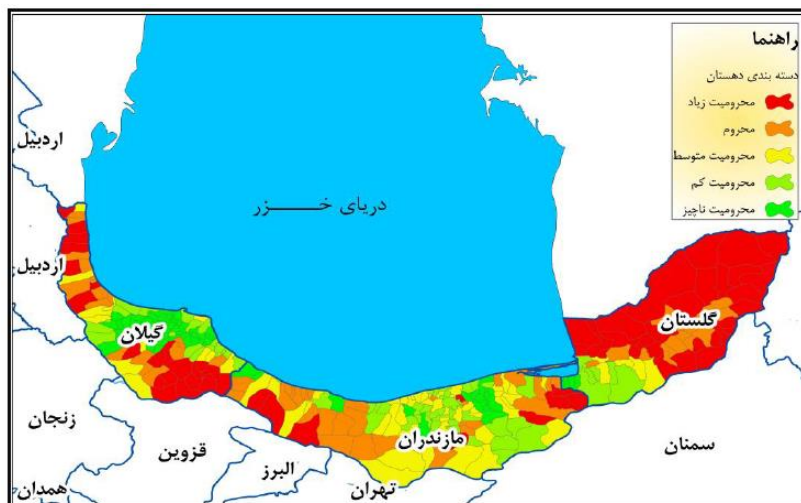 راهنما
دسته بندی دهستان
محرومیت زیاد
محروم
محرومیت متوسط
محرومیت کم
محرومیت ناچیز
اردبیل
دریای خزر
اردبیل
گیلان
گلستان
زنجان
قزوین
البرز
مازندران
سمنان
همدان
تهران